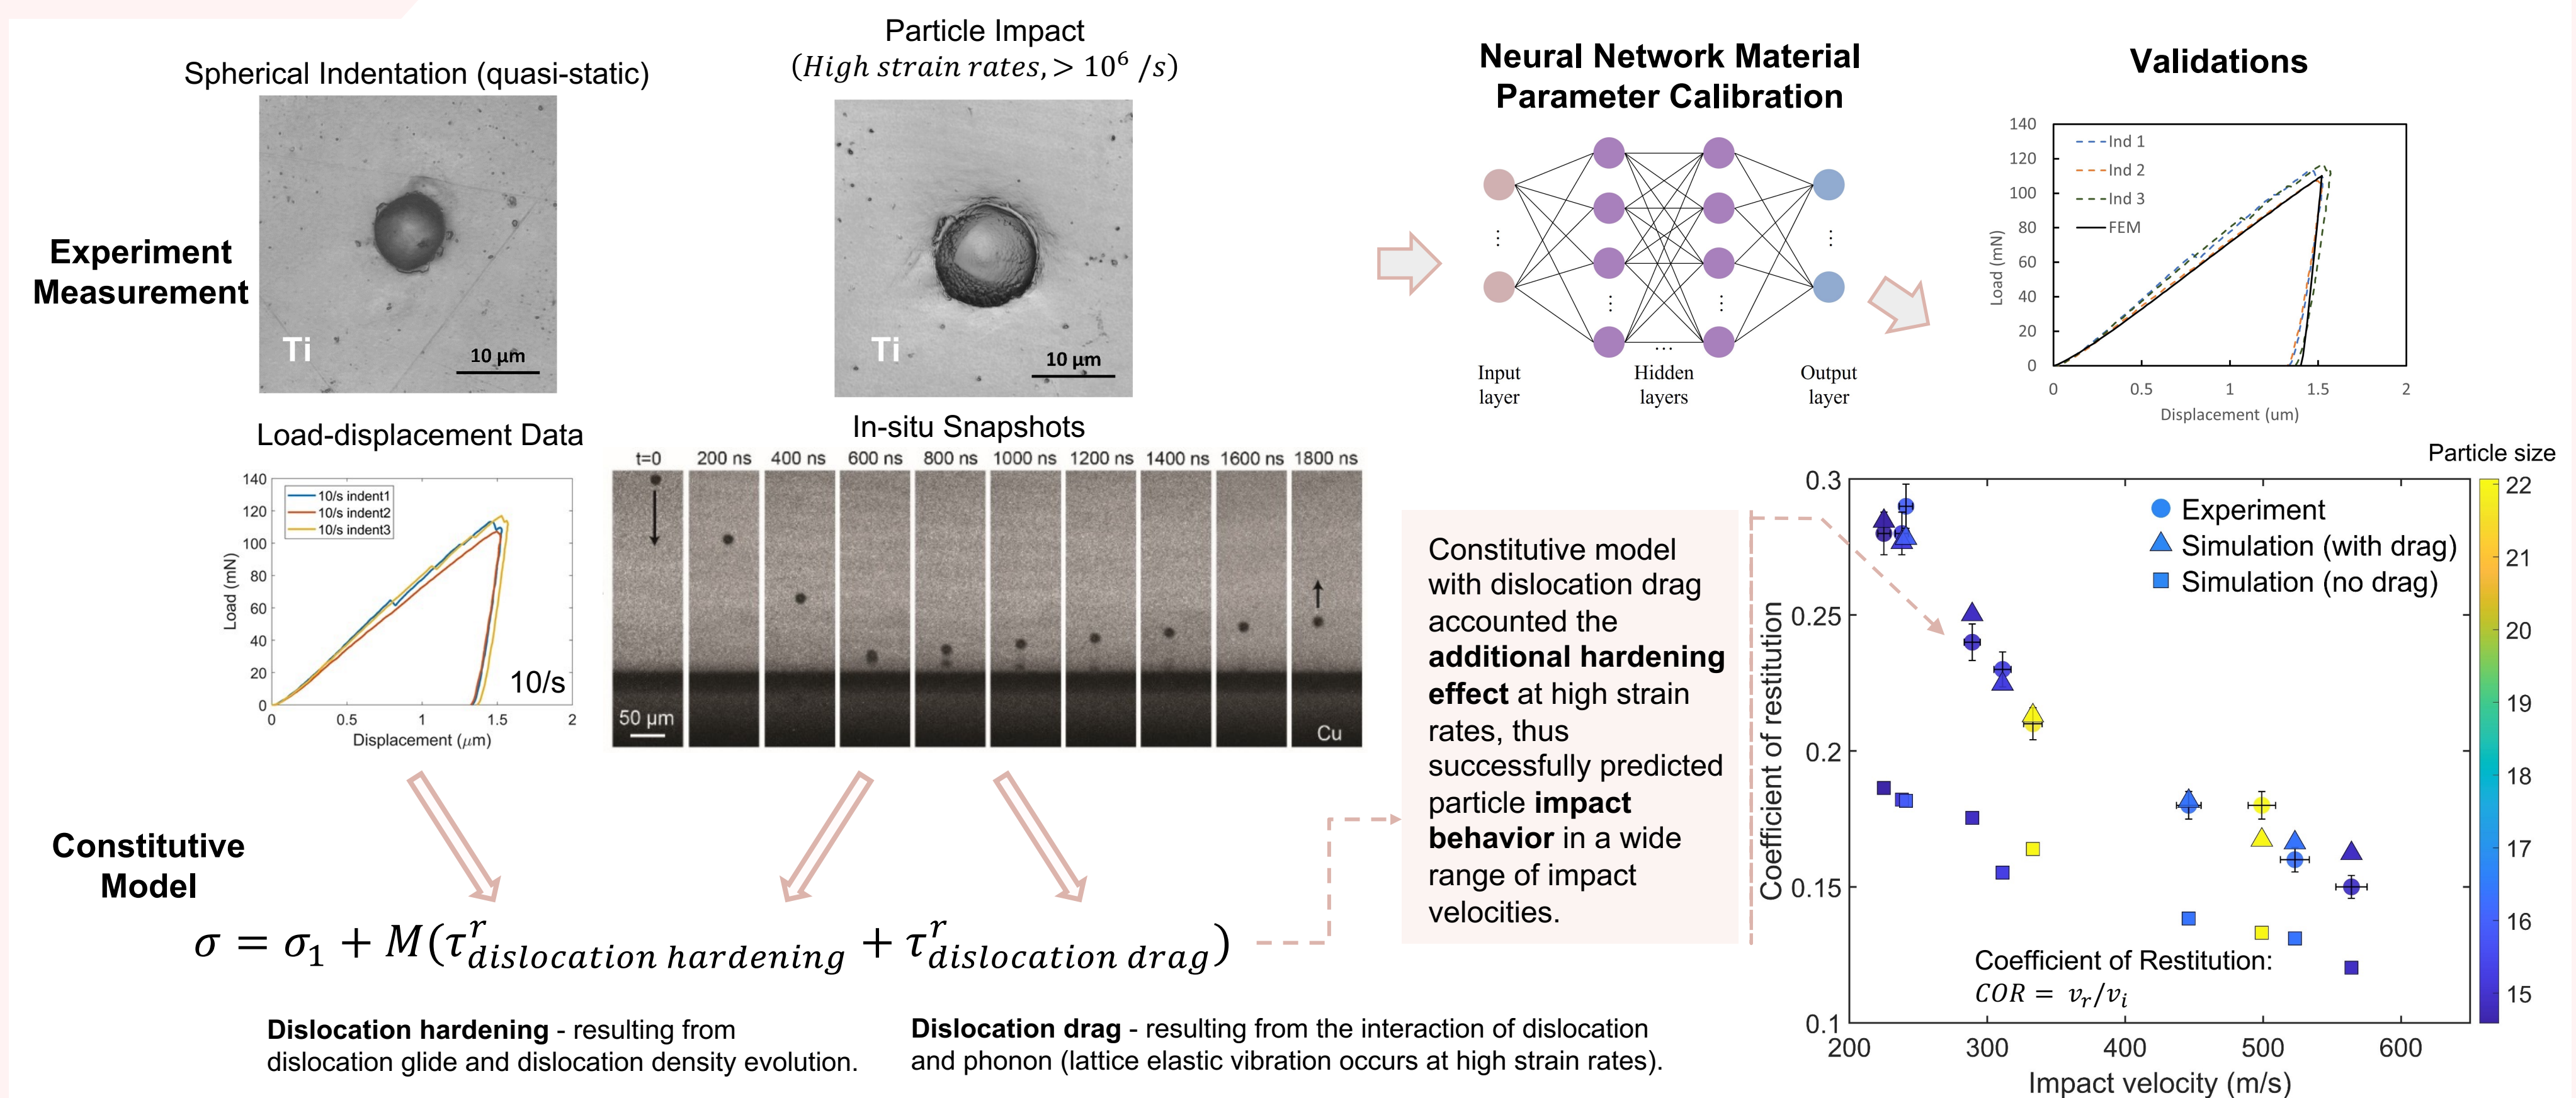 Spherical Indentation (quasi-static)
Particle Impact
(High strain rates, > 10⁶ /s)
Experiment
Measurement
Ti
10 μm
Ti
10 μm
Load-displacement Data
10/s indent1
10/s indent2
10/s indent3
140
120
100
80
60
40
20
0
Load (mN)
10/s
0
0.5
1
1.5
2
Displacement (μm)
In-situ Snapshots
t=0
200 ns
400 ns
600 ns
800 ns
1000 ns
1200 ns
1400 ns
1600 ns
1800 ns
50 μm
Cu
Neural Network Material
Parameter Calibration
Input
layer
Hidden
layers
Output
layer
Validations
140
120
100
80
60
40
20
0
Load (mN)
Ind 1
Ind 2
Ind 3
FEM
0
0.5
1
1.5
2
Displacement (um)
Constitutive
Model
σ = σ₁ + M(τʳ_dislocation hardening + τʳ_dislocation drag)
Dislocation hardening - resulting from
dislocation glide and dislocation density evolution.
Dislocation drag - resulting from the interaction of dislocation
and phonon (lattice elastic vibration occurs at high strain rates).
Constitutive model
with dislocation drag
accounted the
additional hardening
effect at high strain
rates, thus
successfully predicted
particle impact
behavior in a wide
range of impact
velocities.
Particle size
0.3
0.25
0.2
0.15
0.1
Coefficient of restitution
Experiment
Simulation (with drag)
Simulation (no drag)
Coefficient of Restitution:
COR = v_r/v_i
200
300
400
500
600
Impact velocity (m/s)
22
21
20
19
18
17
16
15